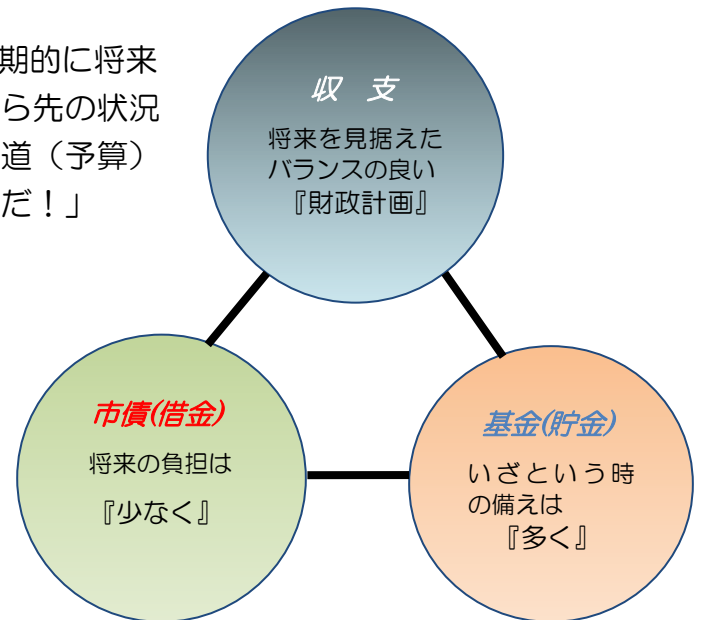 期的に将来
ら先の状況
道（予算）
だ！」
収 支
将来を見据えた
バランスの良い
『財政計画』
市債(借金)
将来の負担は
『少なく』
基金(貯金)
いざという時
の備えは
『多く』